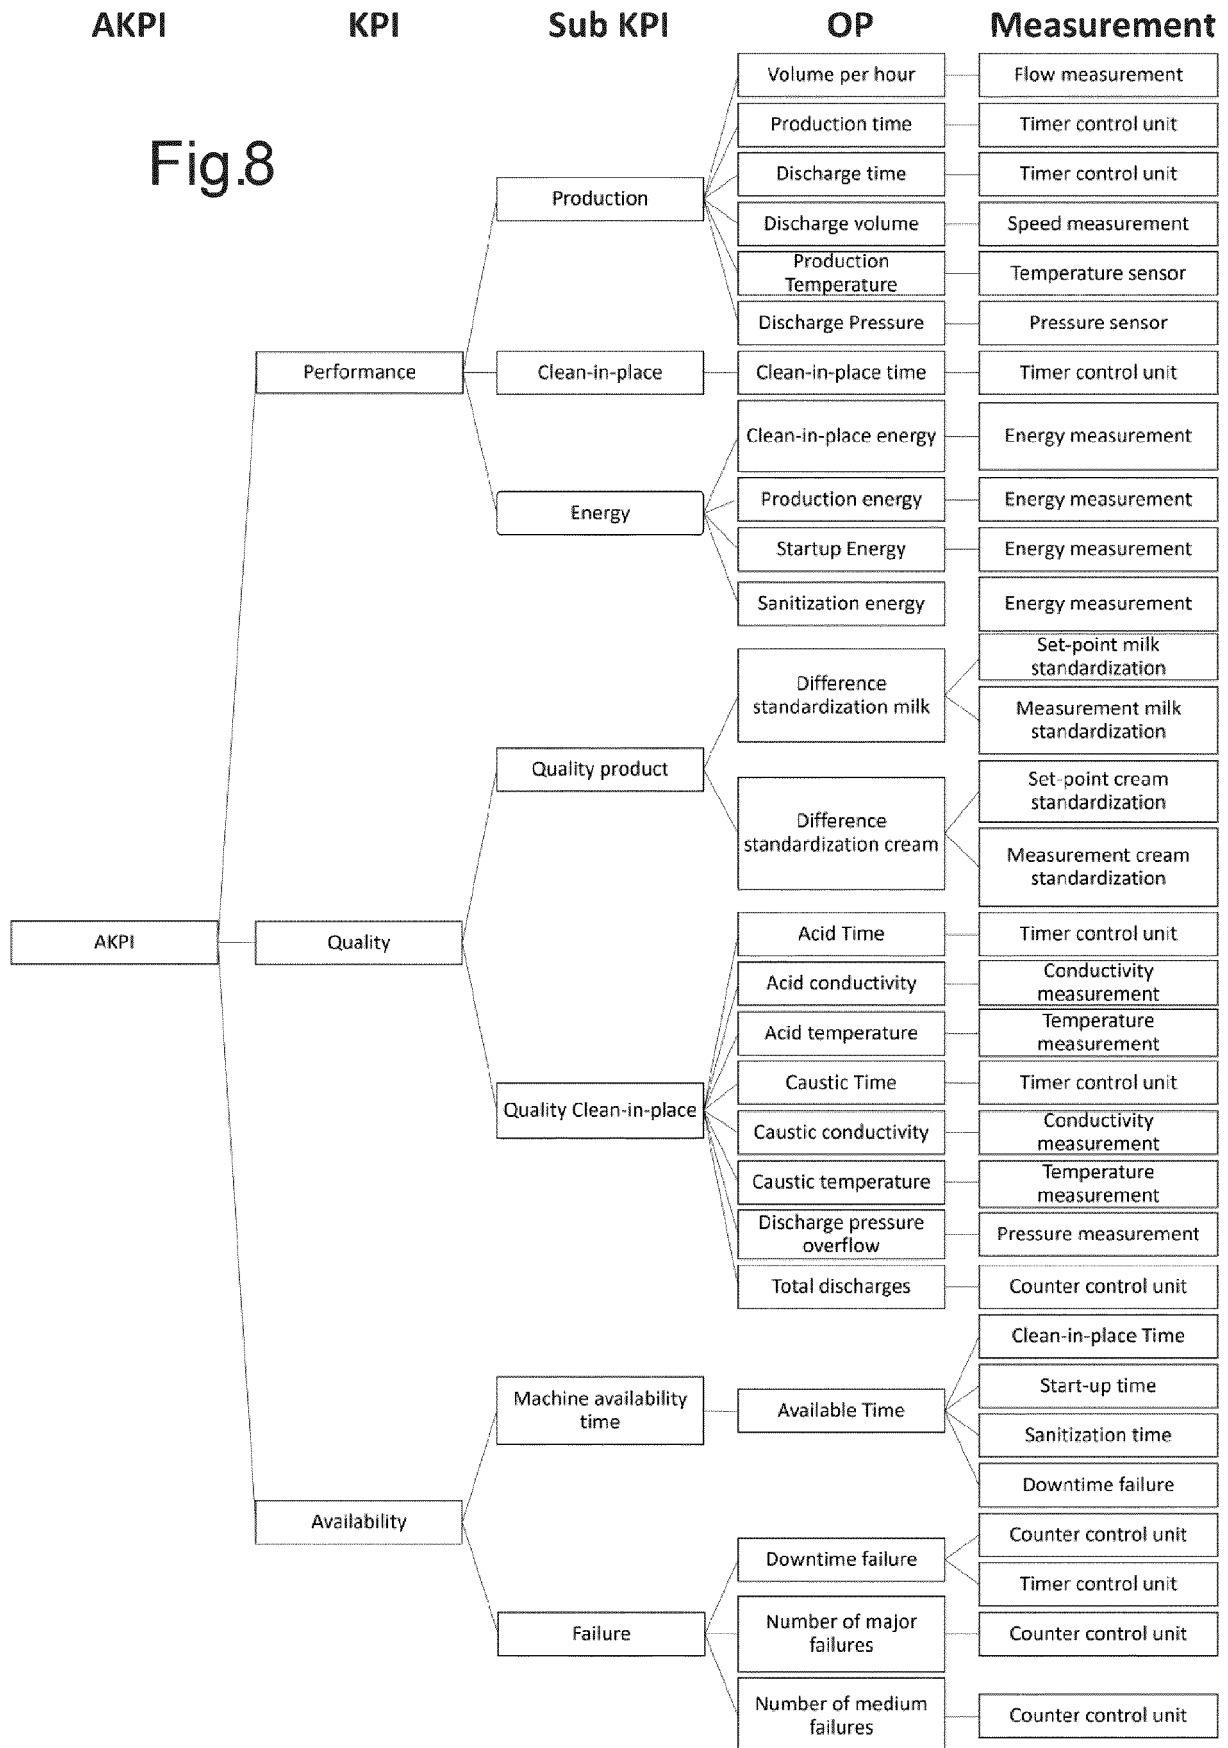 AKPI KPI Sub KPI OP Measurement
Fig.8
Volume per hour Flow measurement
Production time Timer control unit
Discharge time Timer control unit
Production
Discharge volume Speed measurement
Production
Temperature
Temperature sensor
Discharge Pressure Pressure sensor
Performance Clean-in-place Clean-in-place time Timer control unit
Clean-in-place energy Energy measurement
Energy
Production energy Energy measurement
Startup Energy Energy measurement
Sanitization energy Energy measurement
Quality product
Difference
standardization milk
Set-point milk
standardization
Measurement milk
standardization
Difference
standardization cream
Set-point cream
standardization
Measurement cream
standardization
AKPI Quality
Acid Time Timer control unit
Acid conductivity
Conductivity
measurement
Acid temperature
Temperature
measurement
Quality Clean-in-place
Caustic Time Timer control unit
Caustic conductivity
Conductivity
measurement
Caustic temperature
Temperature
measurement
Discharge pressure
overflow
Pressure measurement
Total discharges Counter control unit
Machine availability
time
Available Time
Clean-in-place Time
Start-up time
Sanitization time
Downtime failure
Availability
Downtime failure
Counter control unit
Timer control unit
Failure
Number of major
failures
Counter control unit
Number of medium
failures
Counter control unit